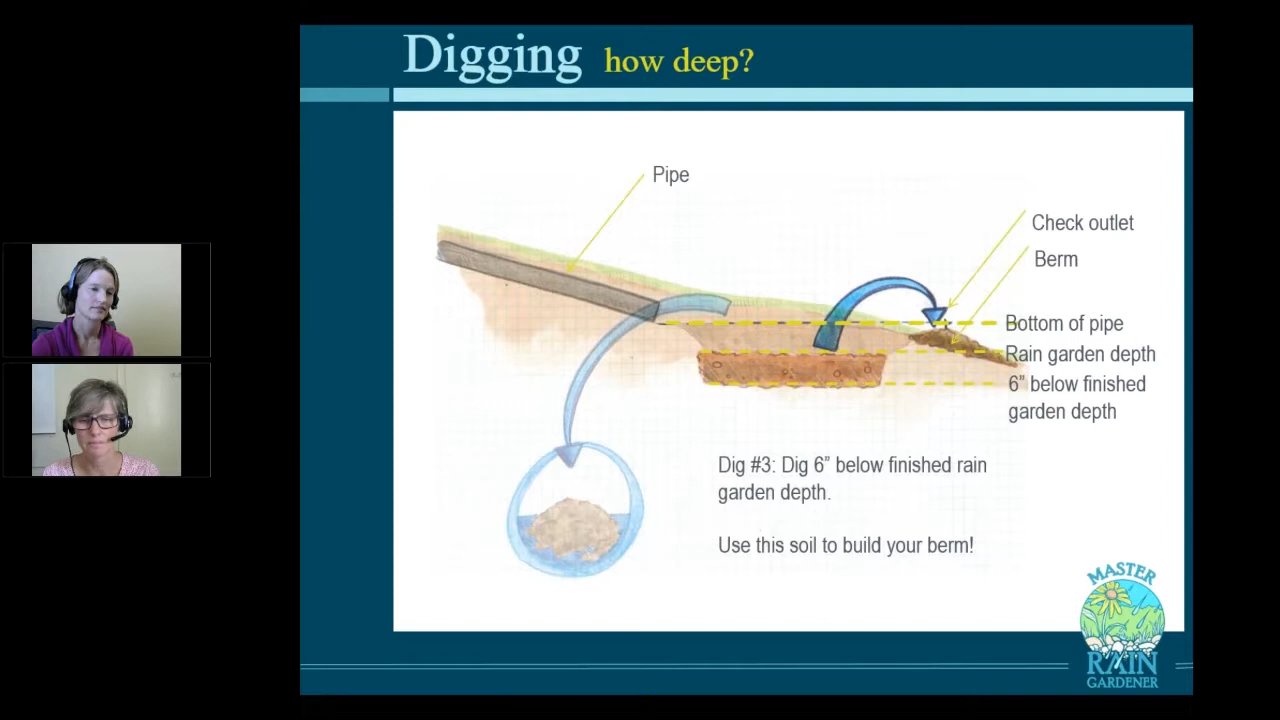 Digging how deep?
Pipe
Check outlet
Berm
Bottom of pipe
Rain garden depth
6” below finished
garden depth
Dig #3: Dig 6” below finished rain
garden depth.
Use this soil to build your berm!
MASTER
RAIN
GARDENER